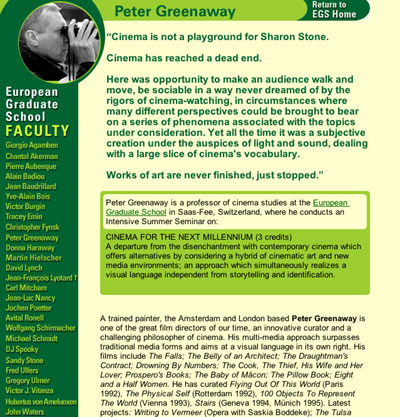 Peter Greenaway
Return to
EGS Home
"Cinema is not a playground for Sharon Stone.
Cinema has reached a dead end.
Here was opportunity to make an audience walk and
move, be sociable in a way never dreamed of by the
rigors of cinema-watching, in circumstances where
many different perspectives could be brought to bear
on a series of phenomena associated with the topics
under consideration. Yet all the time it was a subjective
creation under the auspices of light and sound, dealing
with a large slice of cinema's vocabulary.
Works of art are never finished, just stopped."
European
Graduate
School
FACULTY
Giorgio Agamben
Chantal Akerman
Pierre Aubenque
Alain Badiou
Jean Baudrillard
Yve-Alain Bois
Victor Burgin
Tracey Emin
Christopher Fynsk
Peter Greenaway
Donna Haraway
Martin Hielscher
David Lynch
Jean-François Lyotard †
Carl Mitcham
Jean-Luc Nancy
Jochen Poetter
Avital Ronell
Wolfgang Schirmacher
Michael Schmidt
DJ Spooky
Sandy Stone
Fred Ulfers
Gregory Ulmer
Victor J. Vitanza
Hubertus von Amelunxen
John Waters
Peter Greenaway is a professor of cinema studies at the European
Graduate School in Saas-Fee, Switzerland, where he conducts an
Intensive Summer Seminar on:
CINEMA FOR THE NEXT MILLENNIUM (3 credits)
A departure from the disenchantment with contemporary cinema which
offers alternatives by considering a hybrid of cinematic art and new
media environments; an approach which simultaneously realizes a
visual language independent from storytelling and identification.
A trained painter, the Amsterdam and London based Peter Greenaway is
one of the great film directors of our time, an innovative curator and a
challenging philosopher of cinema. His multi-media approach surpasses
traditional media forms and aims at a visual language in its own right. His
films include The Falls; The Belly of an Architect; The Draughtman's
Contract; Drowning By Numbers; The Cook, The Thief, His Wife and Her
Lover; Prospero's Books; The Baby of Mâcon; The Pillow Book; Eight
and a Half Women. He has curated Flying Out Of This World (Paris
1992), The Physical Self (Rotterdam 1992), 100 Objects To Represent
The World (Vienna 1993), Stairs (Geneva 1994, Münich 1995). Latest
projects: Writing to Vermeer (Opera with Saskia Boddeke); The Tulsa